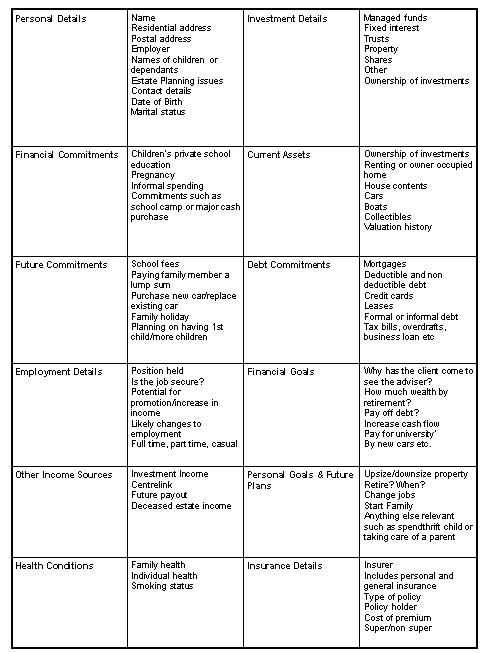 Personal Details
Name
Residential address
Postal address
Employer
Names of children or
dependants
Estate Planning issues
Contact details
Date of Birth
Marital status
Investment Details
Managed funds
Fixed interest
Trusts
Property
Shares
Other
Ownership of investments
Financial Commitments
Children's private school
education
Pregnancy
Informal spending
Commitments such as
school camp or major cash
purchase
Current Assets
Ownership of investments
Renting or owner occupied
home
House contents
Cars
Boats
Collectibles
Valuation history
Future Commitments
School fees
Paying family member a
lump sum
Purchase new car/replace
existing car
Family holiday
Planning on having 1st
child/more children
Debt Commitments
Mortgages
Deductible and non
deductible debt
Credit cards
Leases
Formal or informal debt
Tax bills, overdrafts,
business loan etc
Employment Details
Position held
Is the job secure?
Potential for
promotion/increase in
income
Likely changes to
employment
Full time, part time, casual
Financial Goals
Why has the client come to
see the adviser?
How much wealth by
retirement?
Pay off debt?
Increase cash flow
Pay for university'
By new cars etc.
Other Income Sources
Investment Income
Centrelink
Future payout
Deceased estate income
Personal Goals & Future
Plans
Upsize/downsize property
Retire? When?
Change jobs
Start Family
Anything else relevant
such as spendthrift child or
taking care of a parent
Health Conditions
Family health
Individual health
Smoking status
Insurance Details
Insurer
Includes personal and
general insurance
Type of policy
Policy holder
Cost of premium
Super/non super